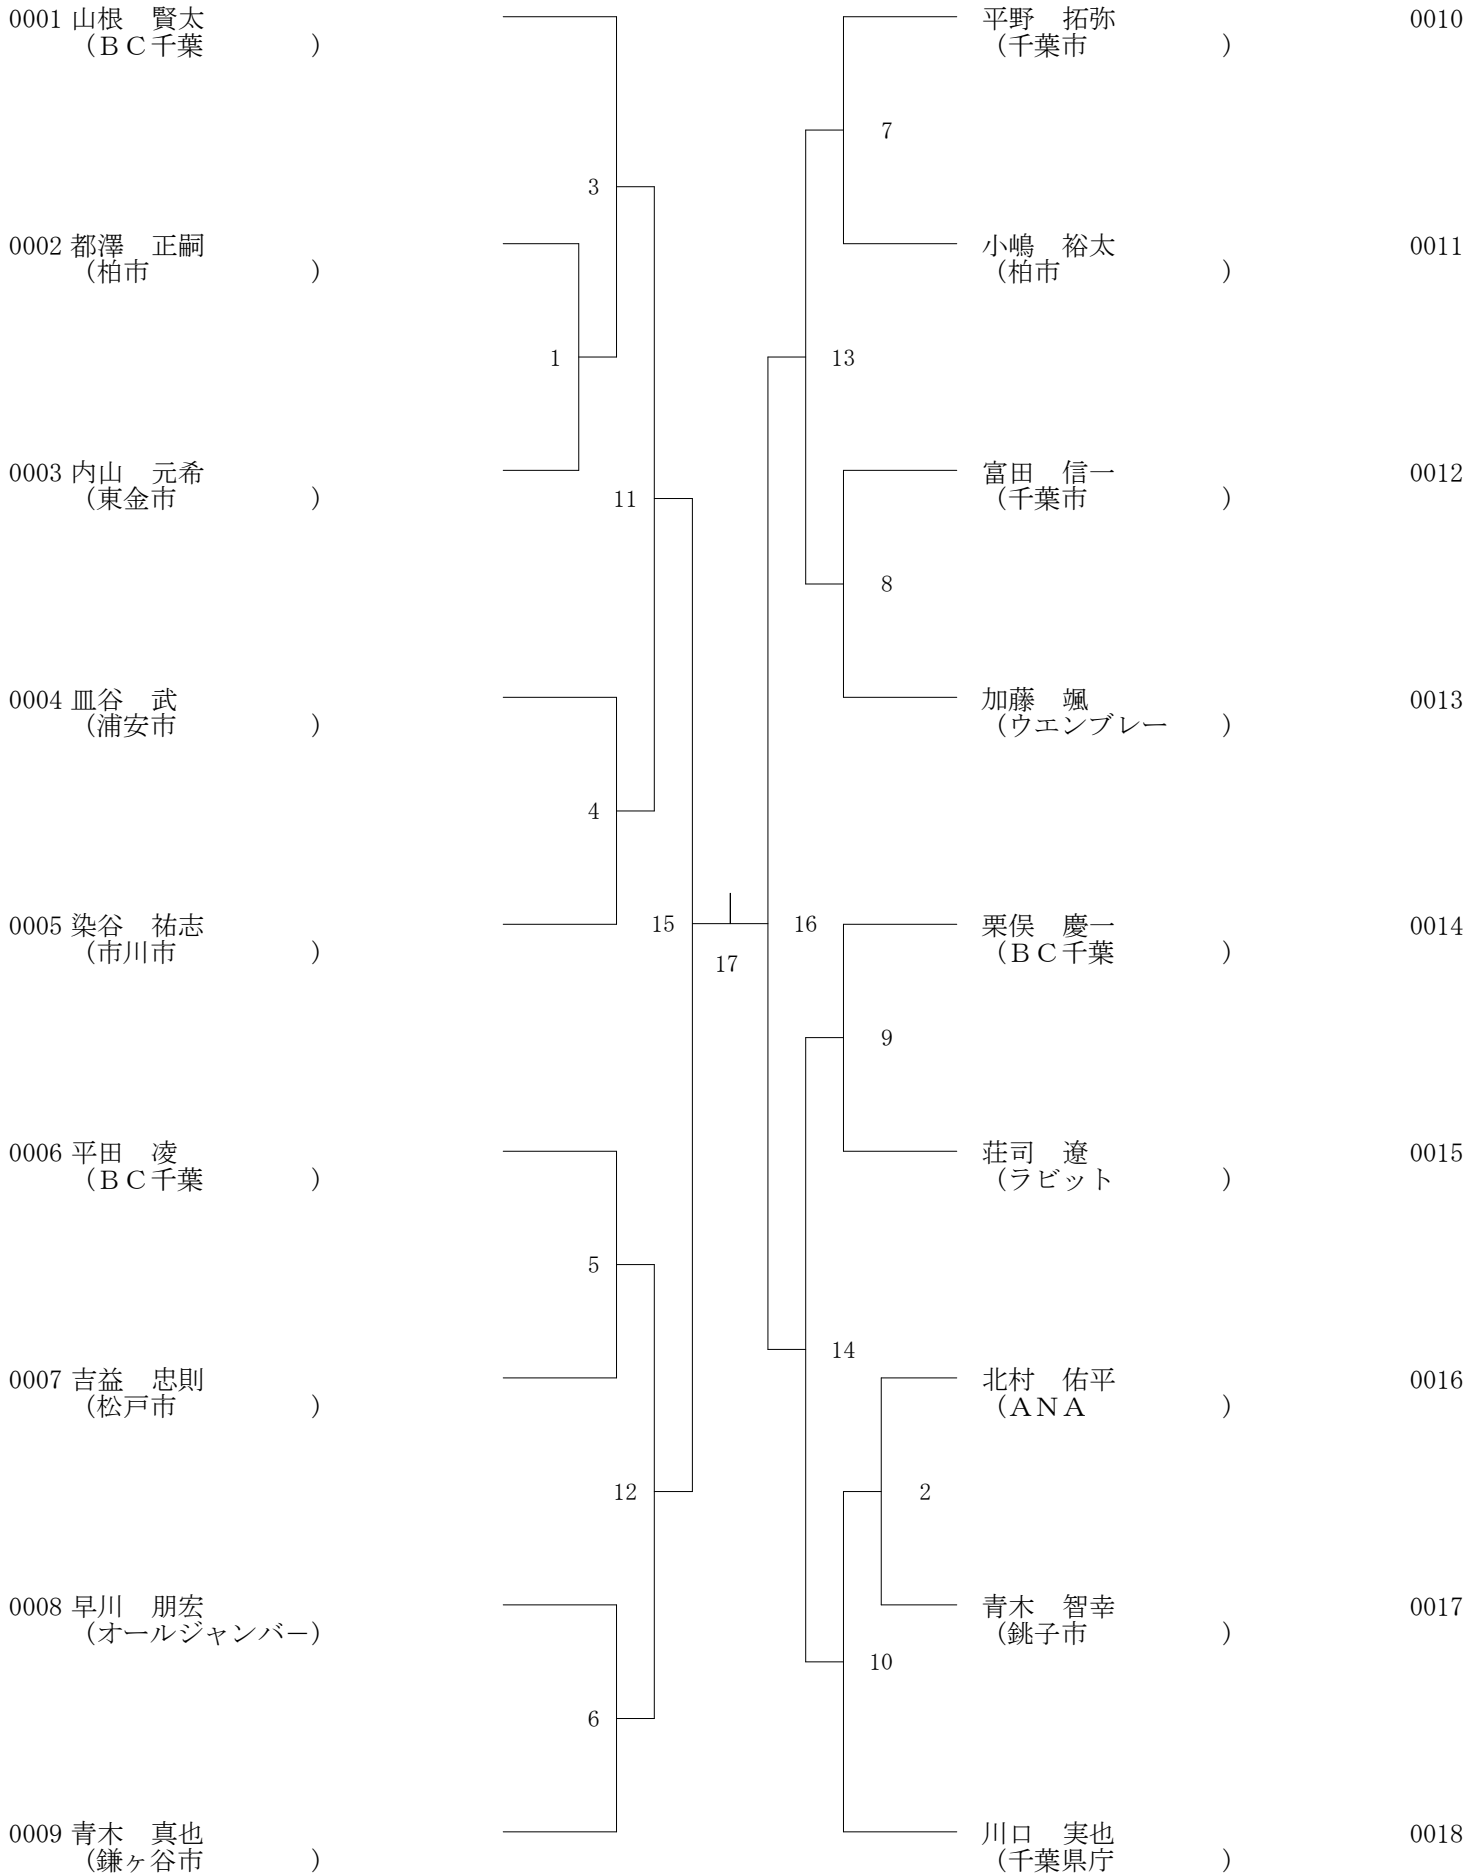 0001 山根　賢太
（ＢＣ千葉　　　　）
0002 都澤　正嗣
（柏市　　　　　　）
0003 内山　元希
（東金市　　　　　）
0004 皿谷　武
（浦安市　　　　　）
0005 染谷　祐志
（市川市　　　　　）
0006 平田　凌
（ＢＣ千葉　　　　）
0007 吉益　忠則
（松戸市　　　　　）
0008 早川　朋宏
（オールジャンバー）
0009 青木　真也
（鎌ヶ谷市　　　　）
3
1
11
4
15
5
12
6
17
7
13
8
16
9
14
2
10
平野　拓弥 0010
（千葉市　　　　　）
小嶋　裕太 0011
（柏市　　　　　　）
富田　信一 0012
（千葉市　　　　　）
加藤　颯 0013
（ウエンブレー　　）
栗俣　慶一 0014
（ＢＣ千葉　　　　）
荘司　遼 0015
（ラビット　　　　）
北村　佑平 0016
（ＡＮＡ　　　　　）
青木　智幸 0017
（銚子市　　　　　）
川口　実也 0018
（千葉県庁　　　　）